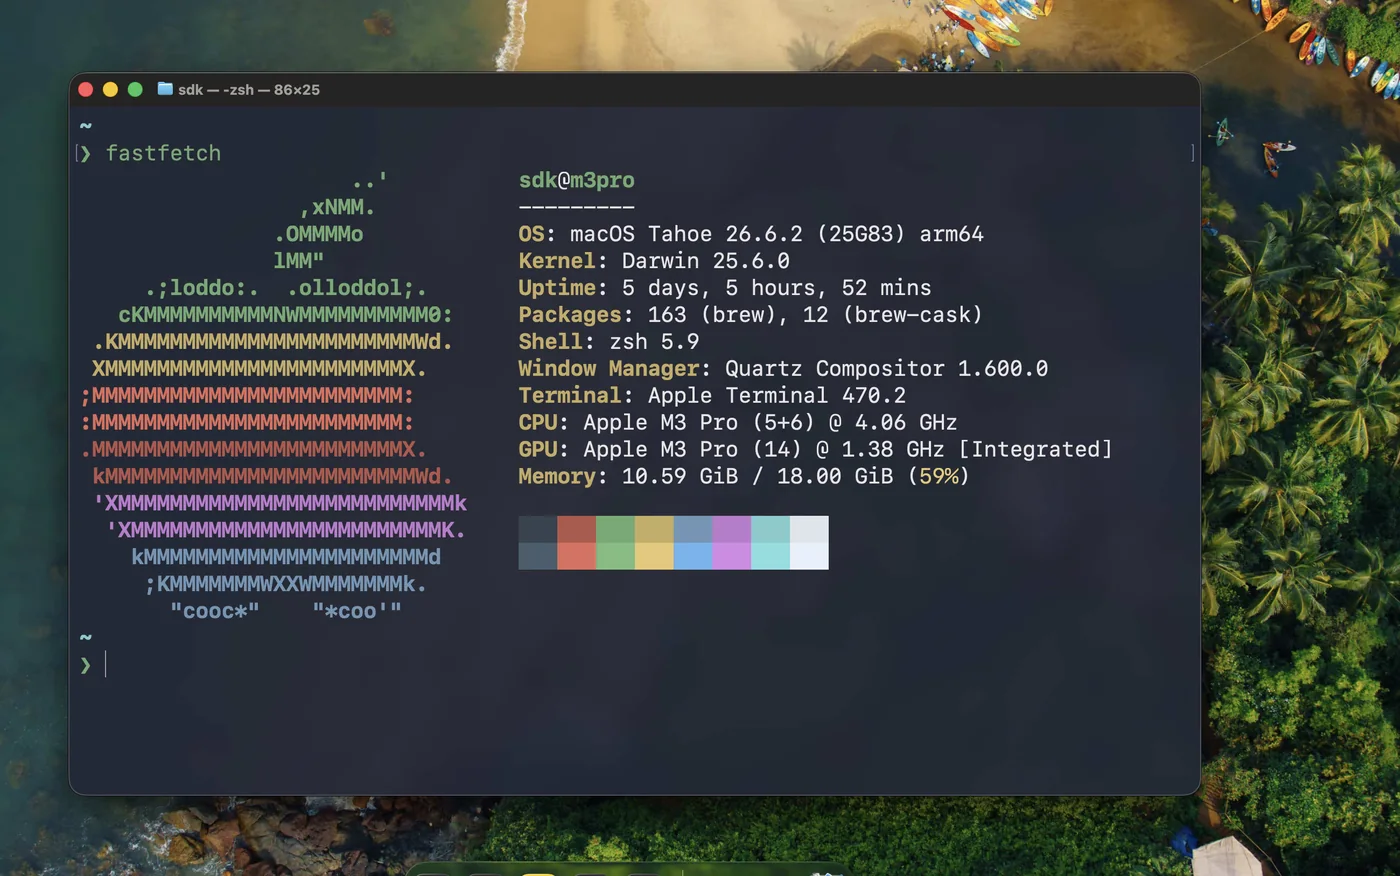 sdk — -zsh — 86×25
~
[❯ fastfetch ]
..'
,xNMM.
.OMMMMo
lMM"
.;loddo:.  .olloddol;.
cKMMMMMMMMMMNWMMMMMMMMMM0:
.KMMMMMMMMMMMMMMMMMMMMMMMWd.
XMMMMMMMMMMMMMMMMMMMMMMMX.
;MMMMMMMMMMMMMMMMMMMMMMMM:
:MMMMMMMMMMMMMMMMMMMMMMMM:
.MMMMMMMMMMMMMMMMMMMMMMMMX.
kMMMMMMMMMMMMMMMMMMMMMMMMWd.
'XMMMMMMMMMMMMMMMMMMMMMMMMMMk
'XMMMMMMMMMMMMMMMMMMMMMMMMK.
kMMMMMMMMMMMMMMMMMMMMMMd
;KMMMMMMMWXXWMMMMMMMk.
"cooc*"    "*coo'"
sdk@m3pro
---------
OS: macOS Tahoe 26.6.2 (25G83) arm64
Kernel: Darwin 25.6.0
Uptime: 5 days, 5 hours, 52 mins
Packages: 163 (brew), 12 (brew-cask)
Shell: zsh 5.9
Window Manager: Quartz Compositor 1.600.0
Terminal: Apple Terminal 470.2
CPU: Apple M3 Pro (5+6) @ 4.06 GHz
GPU: Apple M3 Pro (14) @ 1.38 GHz [Integrated]
Memory: 10.59 GiB / 18.00 GiB (59%)
~
❯